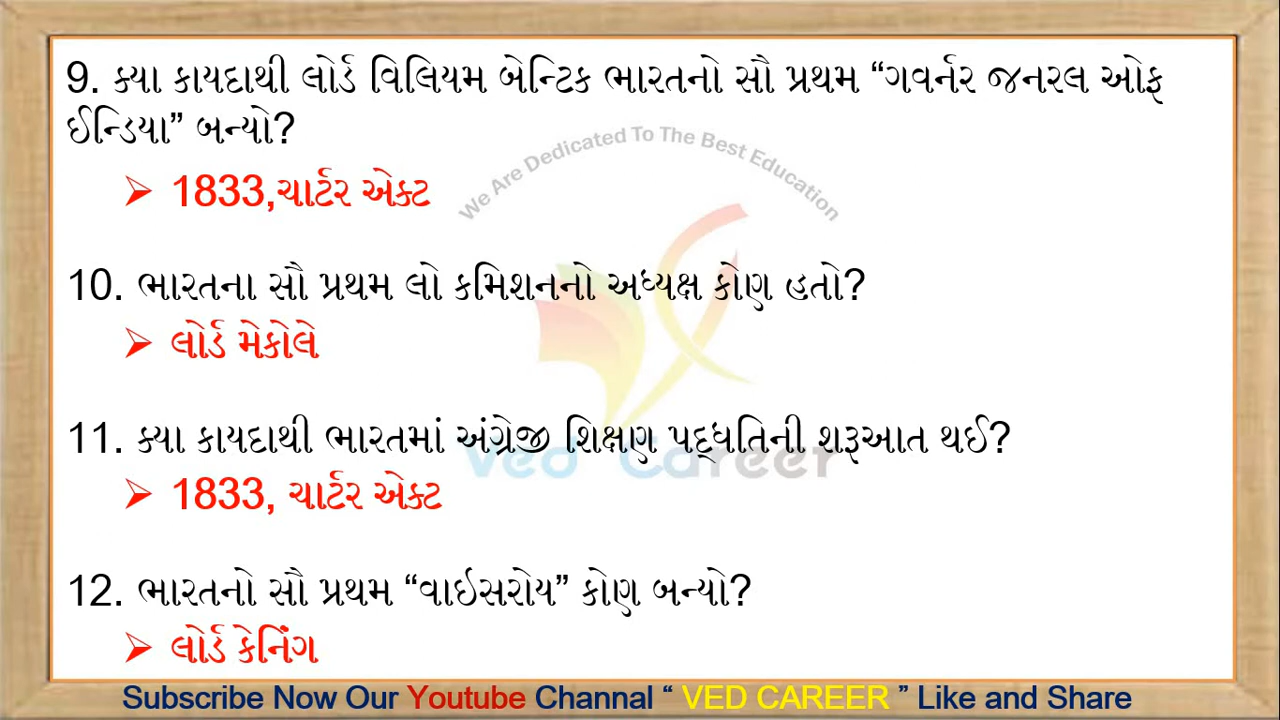 9. ક્યા કાયદાથી લોર્ડ વિલિયમ બેન્ટિક ભારતનો સૌ પ્રથમ “ગવર્નર જનરલ ઓફ
ઈન્ડિયા” બન્યો?
We Are Dedicated To The Best Education
➢ 1833,ચાર્ટર એક્ટ
10. ભારતના સૌ પ્રથમ લો કમિશનનો અધ્યક્ષ કોણ હતો?
➢ લોર્ડ મેકોલે
11. ક્યા કાયદાથી ભારતમાં અંગ્રેજી શિક્ષણ પદ્ધતિની શરૂઆત થઈ?
Ved Career
➢ 1833, ચાર્ટર એક્ટ
12. ભારતનો સૌ પ્રથમ “વાઇસરોય” કોણ બન્યો?
➢ લોર્ડ કેનિંગ
Subscribe Now Our Youtube Channal “ VED CAREER ” Like and Share